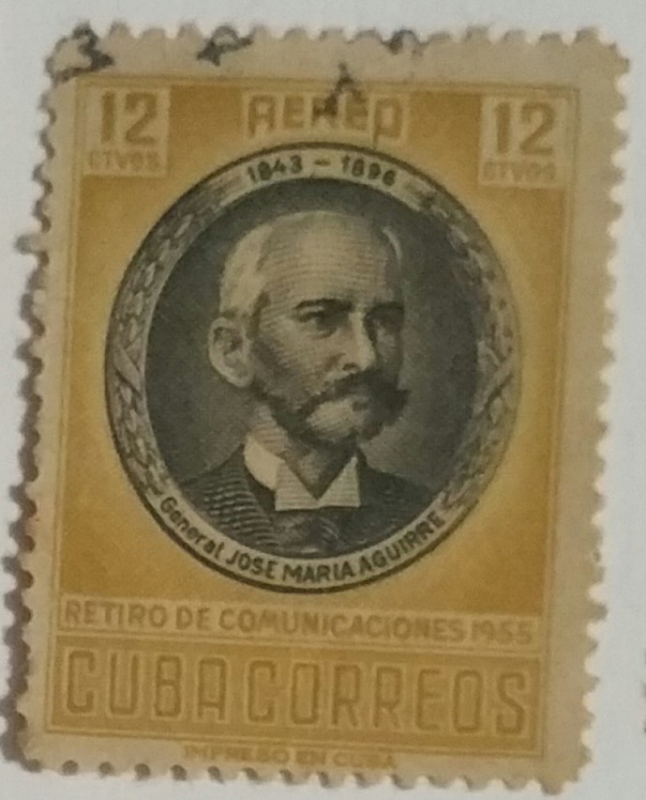 12 AEREO 12
CTVOS CTVOS
1843 - 1896
General JOSE MARIA AGUIRRE
RETIRO DE COMUNICACIONES 1955
CUBA CORREOS
IMPRESO EN CUBA